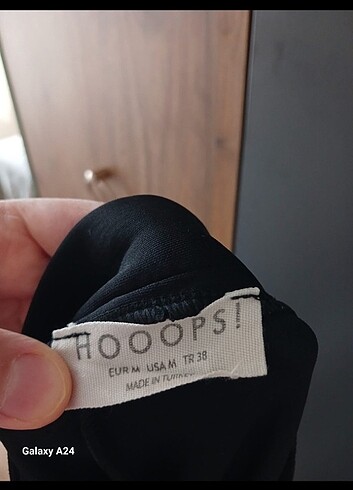 HOOOPS!
EUR M USA M TR 38
MADE IN TURKEY
Galaxy A24